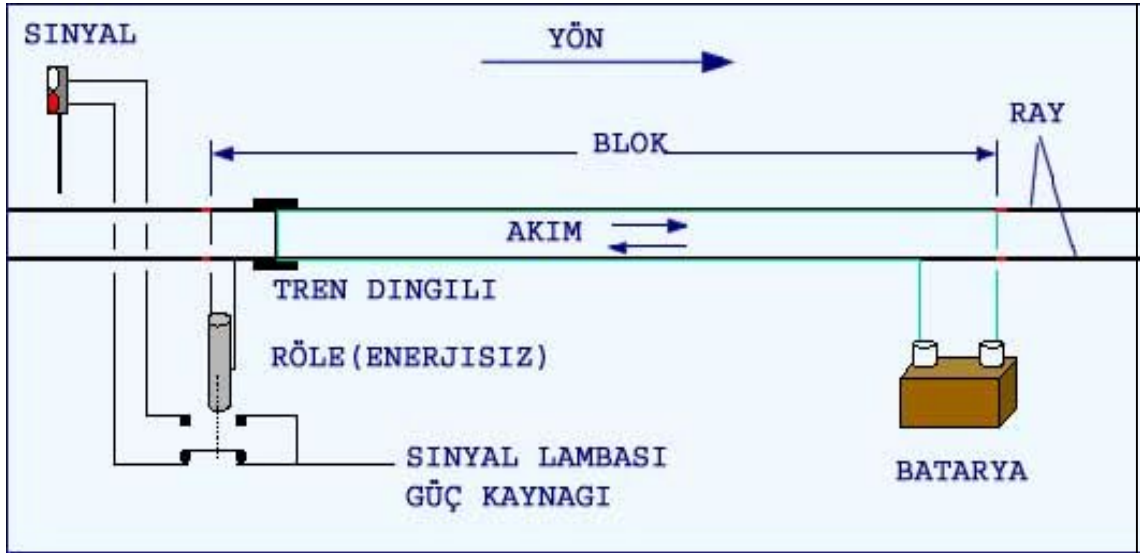 SINYAL
YÖN
RAY
BLOK
AKIM
TREN DINGILI
RÖLE(ENERJISIZ)
SINYAL LAMBASI
GÜÇ KAYNAGI
BATARYA